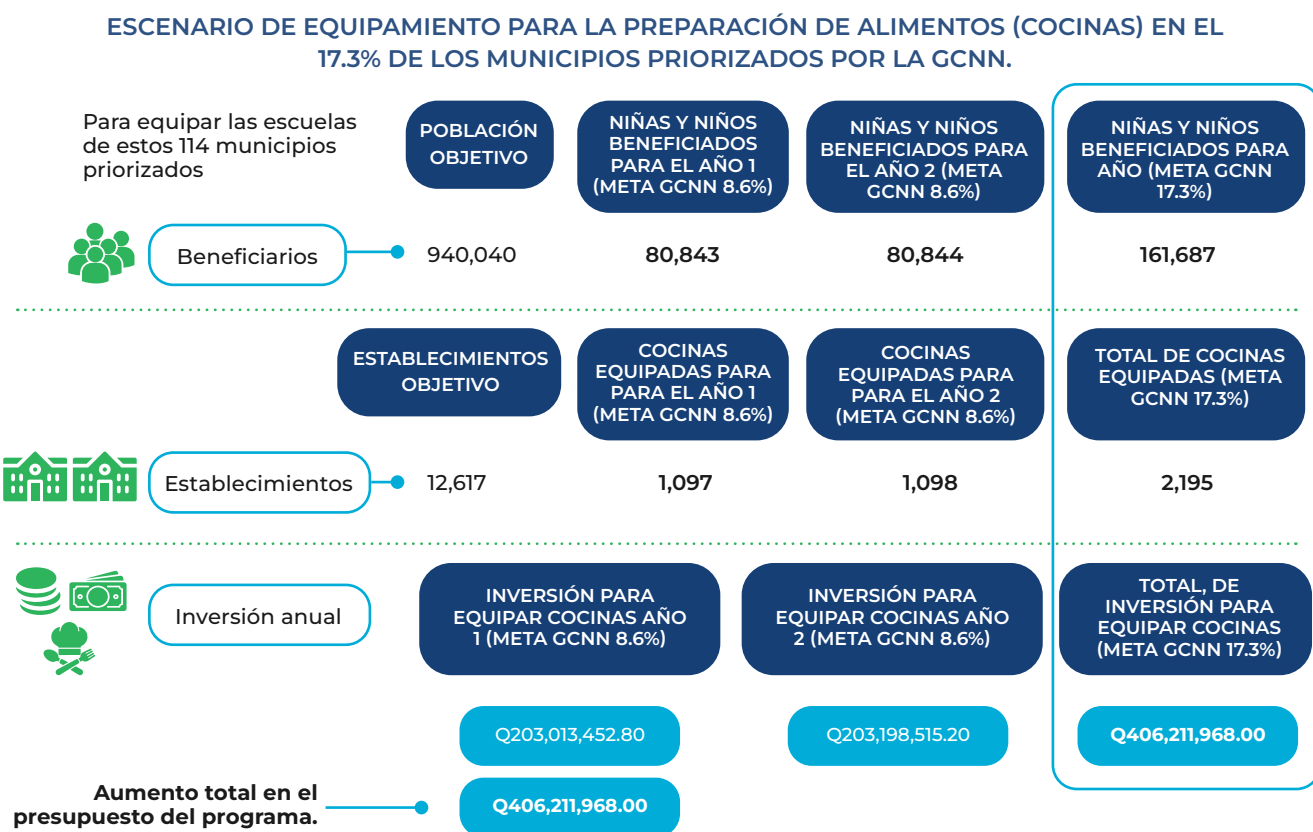 ESCENARIO DE EQUIPAMIENTO PARA LA PREPARACIÓN DE ALIMENTOS (COCINAS) EN EL
17.3% DE LOS MUNICIPIOS PRIORIZADOS POR LA GCNN.
Para equipar las escuelas
de estos 114 municipios
priorizados
POBLACIÓN
OBJETIVO
NIÑAS Y NIÑOS
BENEFICIADOS
PARA EL AÑO 1
(META GCNN 8.6%)
NIÑAS Y NIÑOS
BENEFICIADOS PARA
EL AÑO 2 (META
GCNN 8.6%)
NIÑAS Y NIÑOS
BENEFICIADOS PARA
AÑO (META GCNN
17.3%)
Beneficiarios
940,040
80,843
80,844
161,687
ESTABLECIMIENTOS
OBJETIVO
COCINAS
EQUIPADAS PARA
PARA EL AÑO 1
(META GCNN 8.6%)
COCINAS
EQUIPADAS PARA
PARA EL AÑO 2
(META GCNN 8.6%)
TOTAL DE COCINAS
EQUIPADAS (META
GCNN 17.3%)
Establecimientos
12,617
1,097
1,098
2,195
Inversión anual
INVERSIÓN PARA
EQUIPAR COCINAS AÑO
1 (META GCNN 8.6%)
INVERSIÓN PARA
EQUIPAR COCINAS AÑO
2 (META GCNN 8.6%)
TOTAL, DE
INVERSIÓN PARA
EQUIPAR COCINAS
(META GCNN 17.3%)
Q203,013,452.80
Q203,198,515.20
Q406,211,968.00
Aumento total en el
presupuesto del programa.
Q406,211,968.00